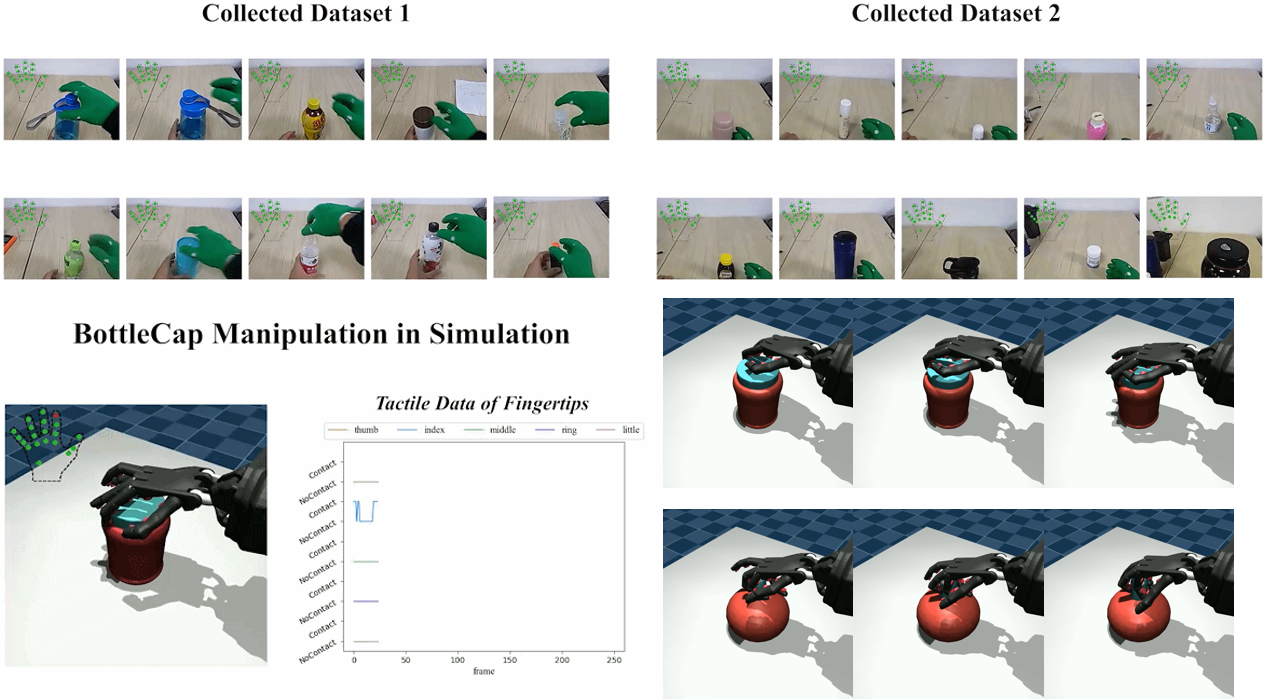 Collected Dataset 1
Collected Dataset 2
BottleCap Manipulation in Simulation
Tactile Data of Fingertips
thumb index middle ring little
Contact
NoContact
Contact
NoContact
Contact
NoContact
Contact
NoContact
Contact
NoContact
0 50 100 150 200 250
frame